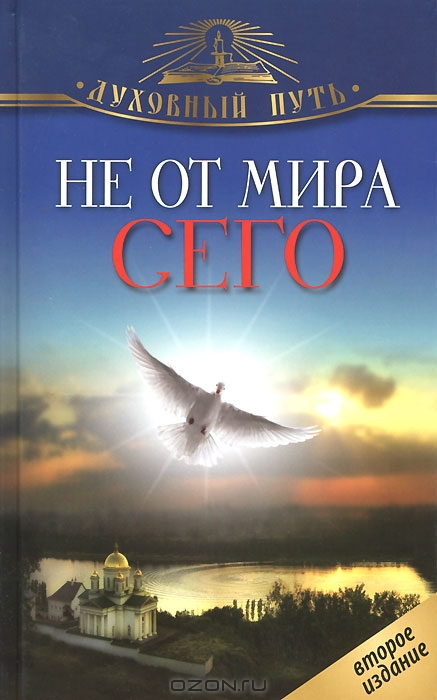 • ДУХОВНЫЙ ПУТЬ •
НЕ ОТ МИРА
СЕГО
второе
издание
OZON.ru